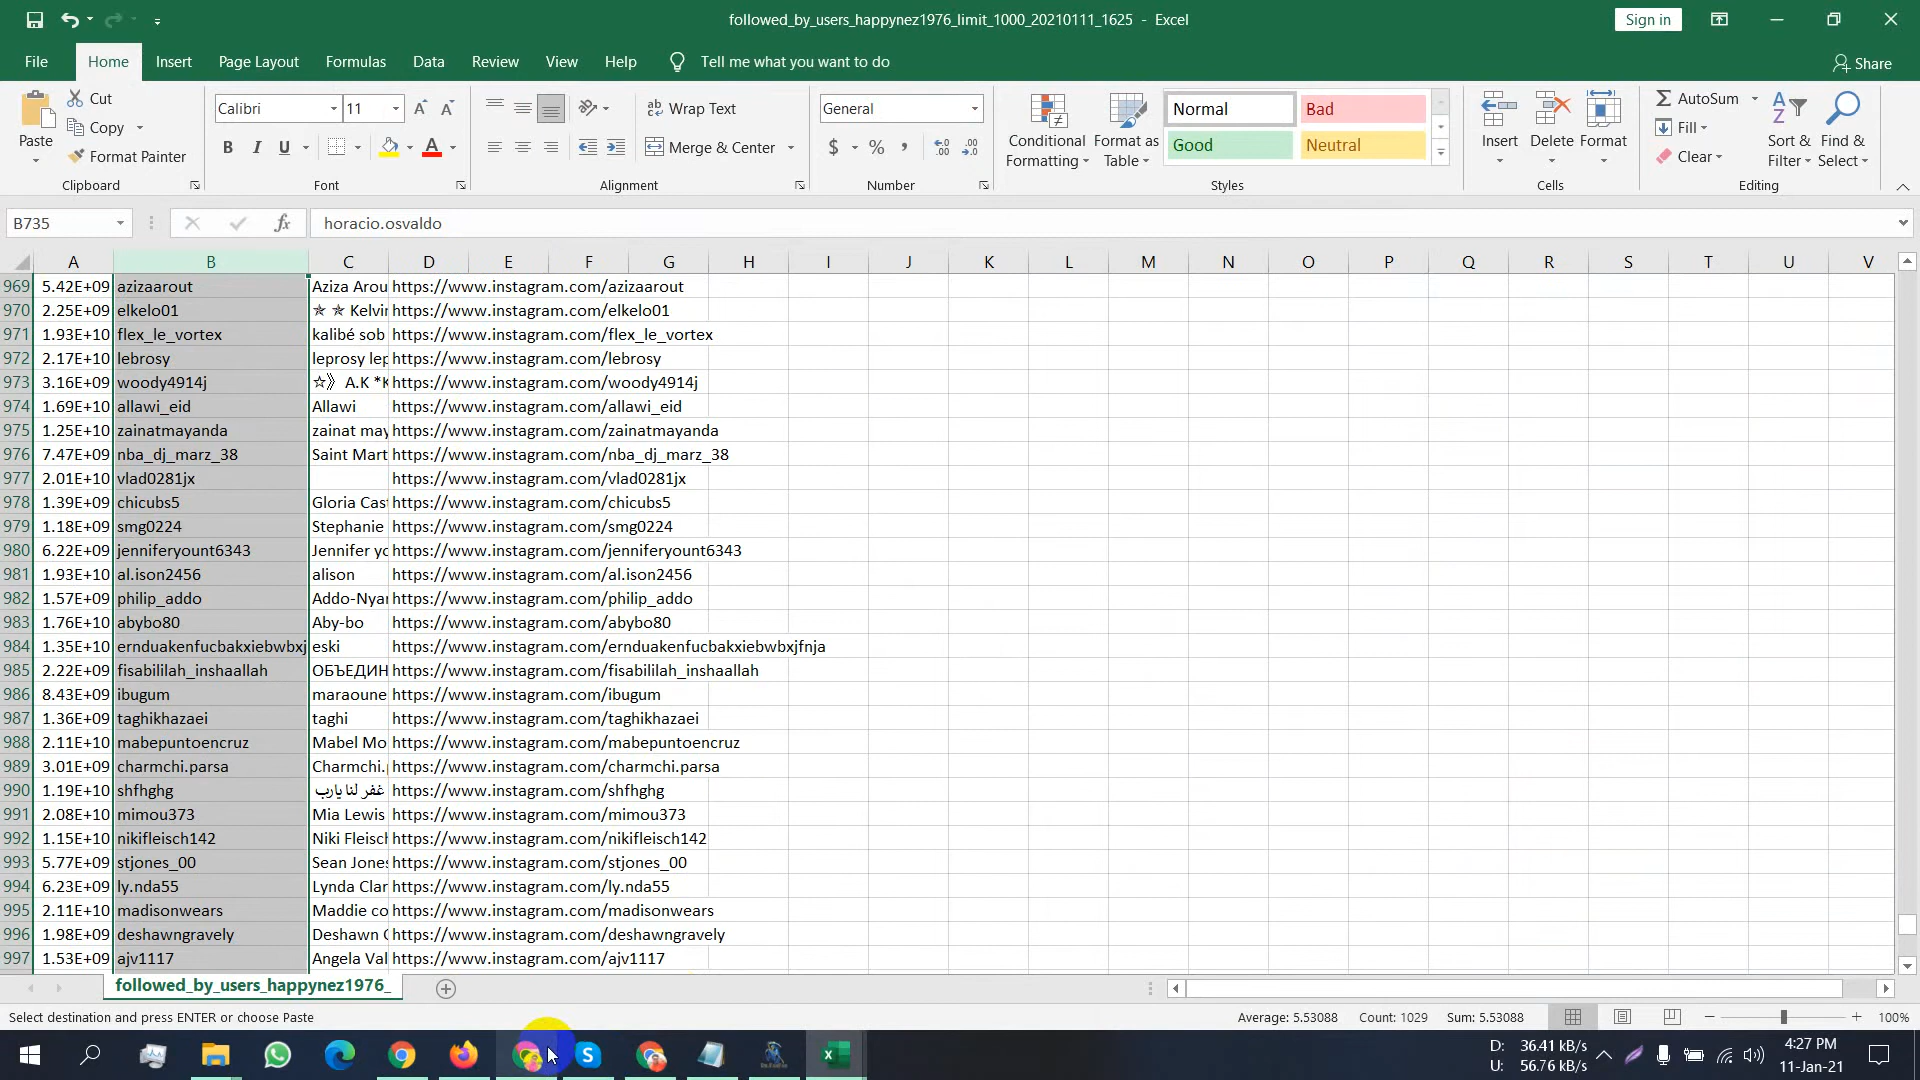 followed_by_users_happynez1976_limit_1000_20210111_1625 - Excel
Sign in
File Home Insert Page Layout Formulas Data Review View Help Tell me what you want to do Share
Paste
Cut
Copy
Format Painter
Calibri 11
B I U
Wrap Text
Merge & Center
General
$ % ,
Conditional Formatting
Format as Table
Normal Bad
Good Neutral
Insert Delete Format
AutoSum
Fill
Clear
Sort & Filter
Find & Select
Clipboard Font Alignment Number Styles Cells Editing
B735 fx horacio.osvaldo
A B C D E F G H I J K L M N O P Q R S T U V
969 5.42E+09 azizaarout Aziza Arou https://www.instagram.com/azizaarout
970 2.25E+09 elkelo01 ✯ ✯ Kelvin https://www.instagram.com/elkelo01
971 1.93E+10 flex_le_vortex kalibé sob https://www.instagram.com/flex_le_vortex
972 2.17E+10 lebrosy leprosy lep https://www.instagram.com/lebrosy
973 3.16E+09 woody4914j ☆》 A.K *K https://www.instagram.com/woody4914j
974 1.69E+10 allawi_eid Allawi https://www.instagram.com/allawi_eid
975 1.25E+10 zainatmayanda zainat may https://www.instagram.com/zainatmayanda
976 7.47E+09 nba_dj_marz_38 Saint Mart https://www.instagram.com/nba_dj_marz_38
977 2.01E+10 vlad0281jx https://www.instagram.com/vlad0281jx
978 1.39E+09 chicubs5 Gloria Cast https://www.instagram.com/chicubs5
979 1.18E+09 smg0224 Stephanie https://www.instagram.com/smg0224
980 6.22E+09 jenniferyount6343 Jennifer yo https://www.instagram.com/jenniferyount6343
981 1.93E+10 al.ison2456 alison https://www.instagram.com/al.ison2456
982 1.57E+09 philip_addo Addo-Nyar https://www.instagram.com/philip_addo
983 1.76E+10 abybo80 Aby-bo https://www.instagram.com/abybo80
984 1.35E+10 ernduakenfucbakxiebwbxj eski https://www.instagram.com/ernduakenfucbakxiebwbxjfnja
985 2.22E+09 fisabililah_inshaallah ОБЪЕДИН https://www.instagram.com/fisabililah_inshaallah
986 8.43E+09 ibugum maraoune https://www.instagram.com/ibugum
987 1.36E+09 taghikhazaei taghi https://www.instagram.com/taghikhazaei
988 2.11E+10 mabepuntoencruz Mabel Mo https://www.instagram.com/mabepuntoencruz
989 3.01E+09 charmchi.parsa Charmchi.p https://www.instagram.com/charmchi.parsa
990 1.19E+10 shfhghg غفر لنا يارب https://www.instagram.com/shfhghg
991 2.08E+10 mimou373 Mia Lewis https://www.instagram.com/mimou373
992 1.15E+10 nikifleisch142 Niki Fleisch https://www.instagram.com/nikifleisch142
993 5.77E+09 stjones_00 Sean Jones https://www.instagram.com/stjones_00
994 6.23E+09 ly.nda55 Lynda Clar https://www.instagram.com/ly.nda55
995 2.11E+10 madisonwears Maddie co https://www.instagram.com/madisonwears
996 1.98E+09 deshawngravely Deshawn G https://www.instagram.com/deshawngravely
997 1.53E+09 ajv1117 Angela Val https://www.instagram.com/ajv1117
followed_by_users_happynez1976_
Select destination and press ENTER or choose Paste Average: 5.53088 Count: 1029 Sum: 5.53088 100%
D: 36.41 kB/s
U: 56.76 kB/s
4:27 PM
11-Jan-21